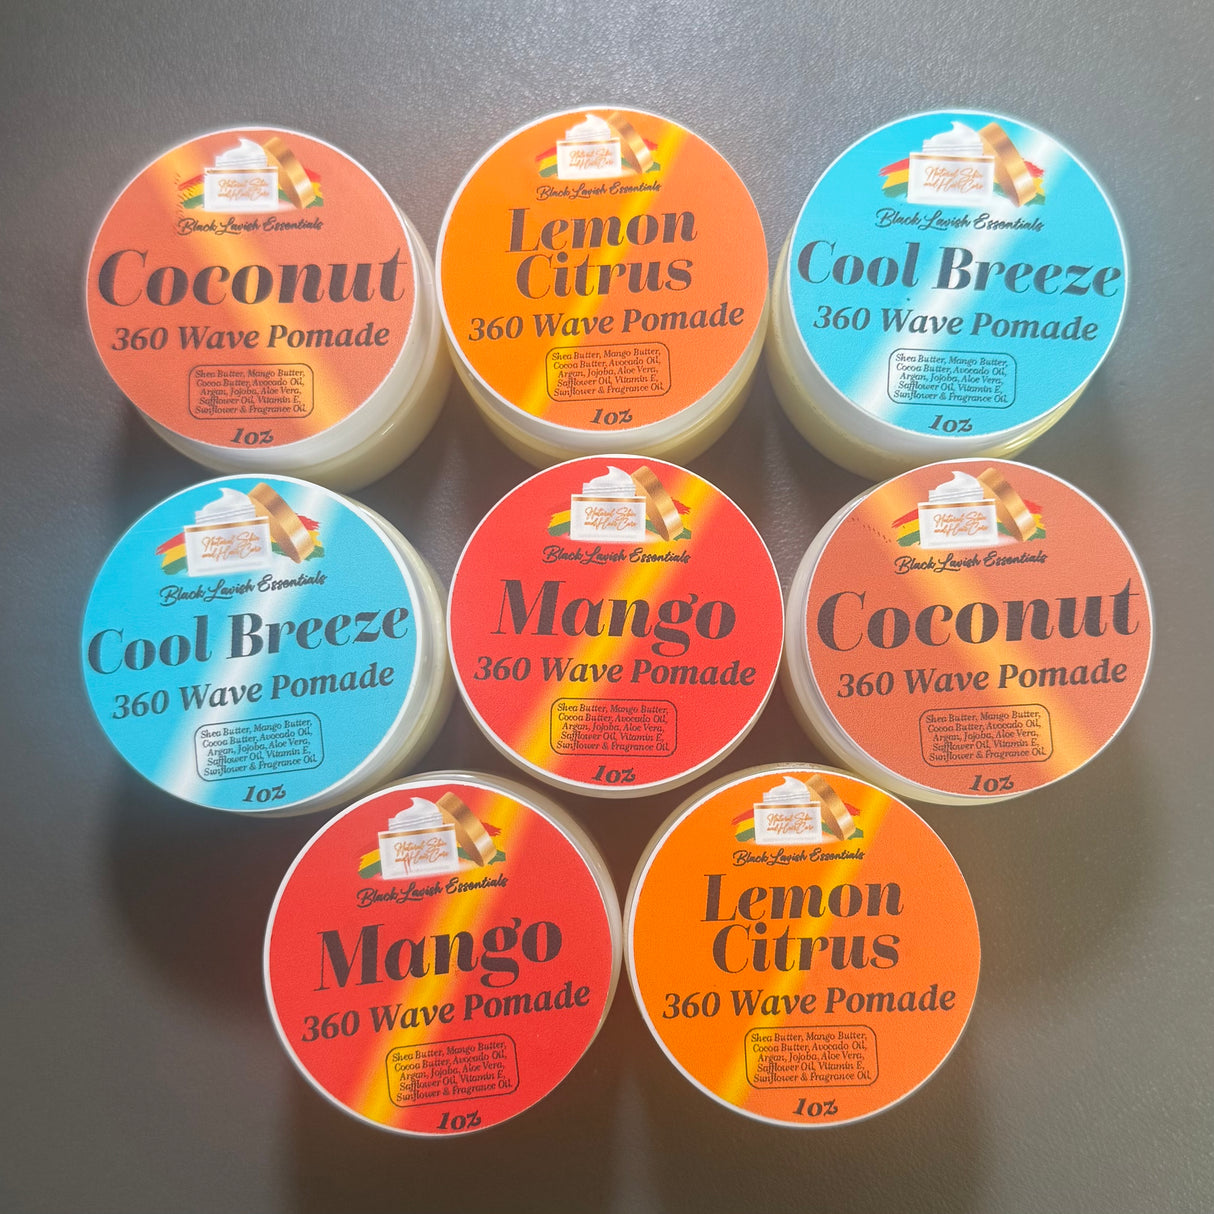 Natural Skin
and Hair Care
Black Lavish Essentials
Coconut
360 Wave Pomade
Shea Butter, Mango Butter,
Cocoa Butter, Avocado Oil,
Argan, Jojoba, Aloe Vera,
Safflower Oil, Vitamin E,
Sunflower & Fragrance Oil.
1oz
Natural Skin
and Hair Care
Black Lavish Essentials
Lemon
Citrus
360 Wave Pomade
Shea Butter, Mango Butter,
Cocoa Butter, Avocado Oil,
Argan, Jojoba, Aloe Vera,
Safflower Oil, Vitamin E,
Sunflower & Fragrance Oil.
1oz
Natural Skin
and Hair Care
Black Lavish Essentials
Cool Breeze
360 Wave Pomade
Shea Butter, Mango Butter,
Cocoa Butter, Avocado Oil,
Argan, Jojoba, Aloe Vera,
Safflower Oil, Vitamin E,
Sunflower & Fragrance Oil.
1oz
Natural Skin
and Hair Care
Black Lavish Essentials
Cool Breeze
360 Wave Pomade
Shea Butter, Mango Butter,
Cocoa Butter, Avocado Oil,
Argan, Jojoba, Aloe Vera,
Safflower Oil, Vitamin E,
Sunflower & Fragrance Oil.
1oz
Natural Skin
and Hair Care
Black Lavish Essentials
Mango
360 Wave Pomade
Shea Butter, Mango Butter,
Cocoa Butter, Avocado Oil,
Argan, Jojoba, Aloe Vera,
Safflower Oil, Vitamin E,
Sunflower & Fragrance Oil.
1oz
Natural Skin
and Hair Care
Black Lavish Essentials
Coconut
360 Wave Pomade
Shea Butter, Mango Butter,
Cocoa Butter, Avocado Oil,
Argan, Jojoba, Aloe Vera,
Safflower Oil, Vitamin E,
Sunflower & Fragrance Oil.
1oz
Natural Skin
and Hair Care
Black Lavish Essentials
Mango
360 Wave Pomade
Shea Butter, Mango Butter,
Cocoa Butter, Avocado Oil,
Argan, Jojoba, Aloe Vera,
Safflower Oil, Vitamin E,
Sunflower & Fragrance Oil.
1oz
Natural Skin
and Hair Care
Black Lavish Essentials
Lemon
Citrus
360 Wave Pomade
Shea Butter, Mango Butter,
Cocoa Butter, Avocado Oil,
Argan, Jojoba, Aloe Vera,
Safflower Oil, Vitamin E,
Sunflower & Fragrance Oil.
1oz